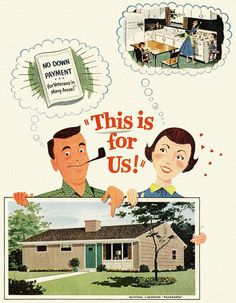 NO DOWN
PAYMENT
... for Veterans in
Many Areas!
"This is
for
Us!"